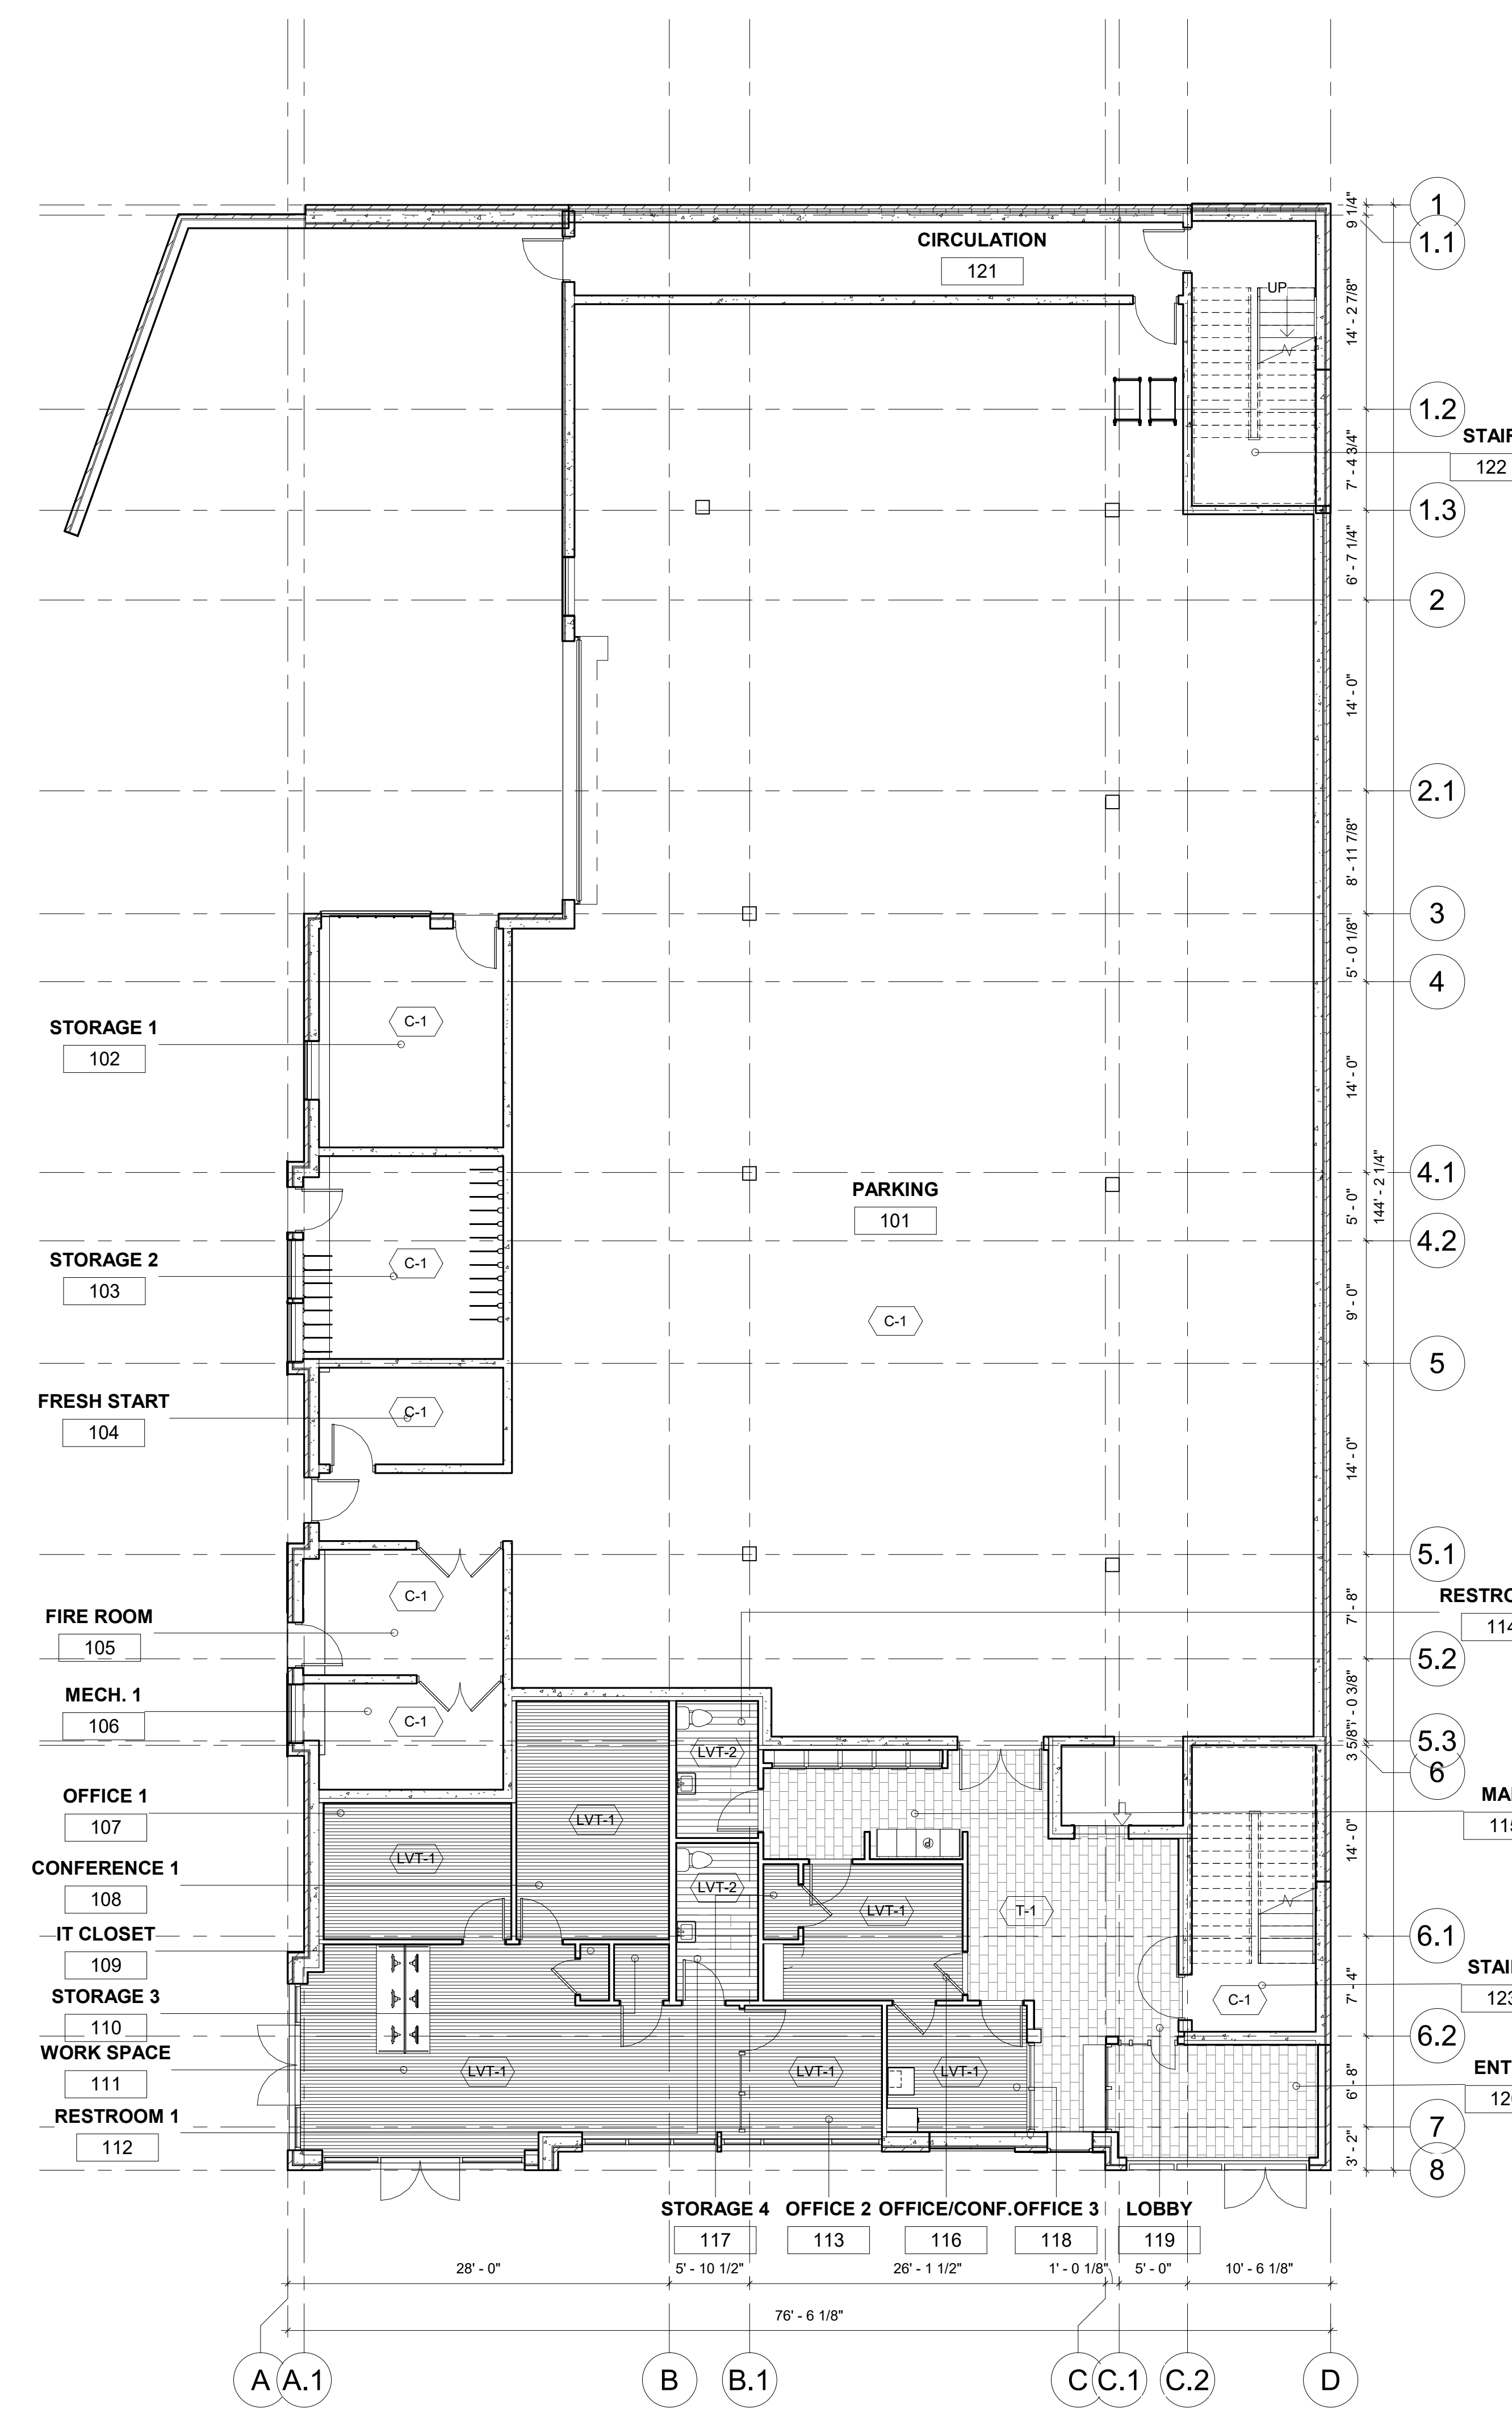 1
9 1/4"
1.1
CIRCULATION
121
UP
14' - 2 7/8"
1.2
STAIR
122
7' - 4 3/4"
1.3
6' - 7 1/4"
2
14' - 0"
2.1
8' - 11 7/8"
3
5' - 0 1/8"
4
STORAGE 1
102
C-1
14' - 0"
4.1
144' - 2 1/4"
PARKING
101
5' - 0"
4.2
STORAGE 2
103
C-1
C-1
9' - 0"
5
FRESH START
104
C-1
14' - 0"
5.1
C-1
7' - 8"
RESTRO
114
FIRE ROOM
105
5.2
MECH. 1
106
C-1
LVT-2
5.3
6
OFFICE 1
107
LVT-1
MAI
115
14' - 0"
CONFERENCE 1
108
LVT-1
LVT-2
LVT-1
T-1
IT CLOSET
109
6.1
STORAGE 3
110
C-1
STAIR
123
7' - 4"
6.2
WORK SPACE
111
LVT-1
LVT-1
LVT-1
ENT
6' - 8"
RESTROOM 1
112
7
3' - 2"
8
STORAGE 4 OFFICE 2 OFFICE/CONF. OFFICE 3 LOBBY
117 113 116 118 119
28' - 0" 5' - 10 1/2" 26' - 1 1/2" 1' - 0 1/8" 5' - 0" 10' - 6 1/8"
76' - 6 1/8"
A A.1 B B.1 C C.1 C.2 D